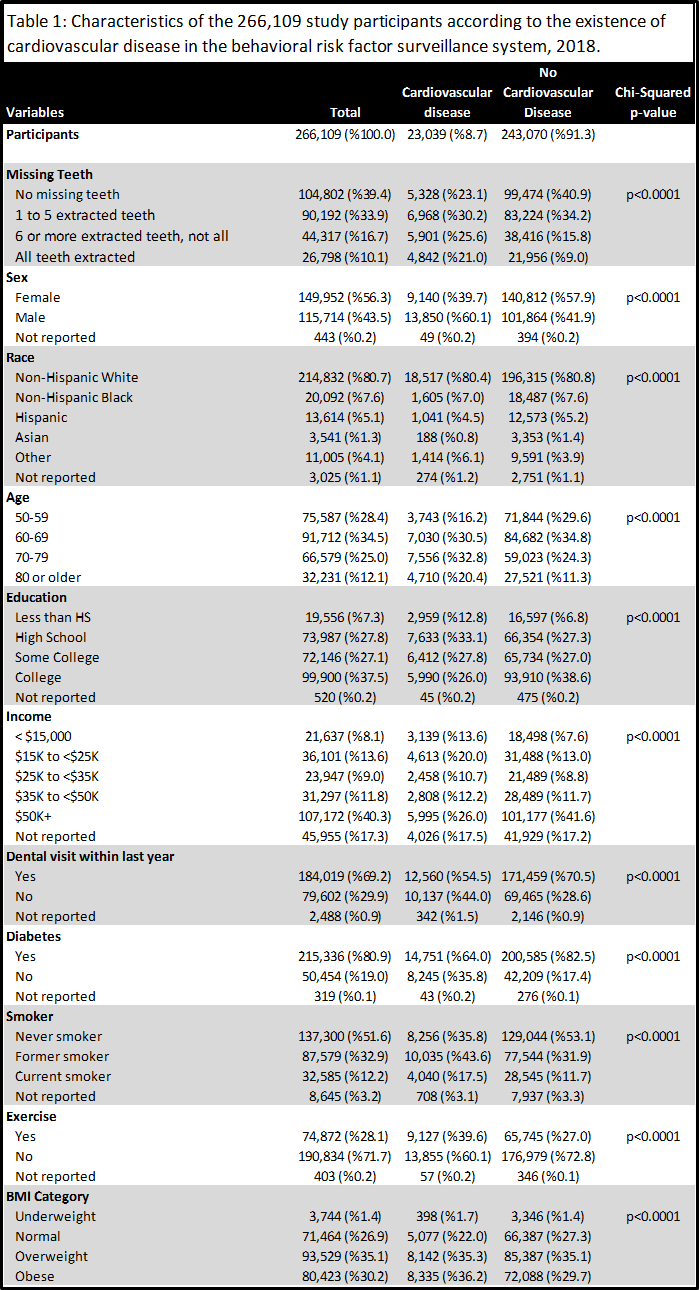 Table 1: Characteristics of the 266,109 study participants according to the existence of
cardiovascular disease in the behavioral risk factor surveillance system, 2018.
No
Cardiovascular Cardiovascular Chi-Squared
Variables Total disease Disease p-value
Participants 266,109 (%100.0) 23,039 (%8.7) 243,070 (%91.3)
Missing Teeth
No missing teeth 104,802 (%39.4) 5,328 (%23.1) 99,474 (%40.9) p<0.0001
1 to 5 extracted teeth 90,192 (%33.9) 6,968 (%30.2) 83,224 (%34.2)
6 or more extracted teeth, not all 44,317 (%16.7) 5,901 (%25.6) 38,416 (%15.8)
All teeth extracted 26,798 (%10.1) 4,842 (%21.0) 21,956 (%9.0)
Sex
Female 149,952 (%56.3) 9,140 (%39.7) 140,812 (%57.9) p<0.0001
Male 115,714 (%43.5) 13,850 (%60.1) 101,864 (%41.9)
Not reported 443 (%0.2) 49 (%0.2) 394 (%0.2)
Race
Non-Hispanic White 214,832 (%80.7) 18,517 (%80.4) 196,315 (%80.8) p<0.0001
Non-Hispanic Black 20,092 (%7.6) 1,605 (%7.0) 18,487 (%7.6)
Hispanic 13,614 (%5.1) 1,041 (%4.5) 12,573 (%5.2)
Asian 3,541 (%1.3) 188 (%0.8) 3,353 (%1.4)
Other 11,005 (%4.1) 1,414 (%6.1) 9,591 (%3.9)
Not reported 3,025 (%1.1) 274 (%1.2) 2,751 (%1.1)
Age
50-59 75,587 (%28.4) 3,743 (%16.2) 71,844 (%29.6) p<0.0001
60-69 91,712 (%34.5) 7,030 (%30.5) 84,682 (%34.8)
70-79 66,579 (%25.0) 7,556 (%32.8) 59,023 (%24.3)
80 or older 32,231 (%12.1) 4,710 (%20.4) 27,521 (%11.3)
Education
Less than HS 19,556 (%7.3) 2,959 (%12.8) 16,597 (%6.8) p<0.0001
High School 73,987 (%27.8) 7,633 (%33.1) 66,354 (%27.3)
Some College 72,146 (%27.1) 6,412 (%27.8) 65,734 (%27.0)
College 99,900 (%37.5) 5,990 (%26.0) 93,910 (%38.6)
Not reported 520 (%0.2) 45 (%0.2) 475 (%0.2)
Income
< $15,000 21,637 (%8.1) 3,139 (%13.6) 18,498 (%7.6) p<0.0001
$15K to <$25K 36,101 (%13.6) 4,613 (%20.0) 31,488 (%13.0)
$25K to <$35K 23,947 (%9.0) 2,458 (%10.7) 21,489 (%8.8)
$35K to <$50K 31,297 (%11.8) 2,808 (%12.2) 28,489 (%11.7)
$50K+ 107,172 (%40.3) 5,995 (%26.0) 101,177 (%41.6)
Not reported 45,955 (%17.3) 4,026 (%17.5) 41,929 (%17.2)
Dental visit within last year
Yes 184,019 (%69.2) 12,560 (%54.5) 171,459 (%70.5) p<0.0001
No 79,602 (%29.9) 10,137 (%44.0) 69,465 (%28.6)
Not reported 2,488 (%0.9) 342 (%1.5) 2,146 (%0.9)
Diabetes
Yes 215,336 (%80.9) 14,751 (%64.0) 200,585 (%82.5) p<0.0001
No 50,454 (%19.0) 8,245 (%35.8) 42,209 (%17.4)
Not reported 319 (%0.1) 43 (%0.2) 276 (%0.1)
Smoker
Never smoker 137,300 (%51.6) 8,256 (%35.8) 129,044 (%53.1) p<0.0001
Former smoker 87,579 (%32.9) 10,035 (%43.6) 77,544 (%31.9)
Current smoker 32,585 (%12.2) 4,040 (%17.5) 28,545 (%11.7)
Not reported 8,645 (%3.2) 708 (%3.1) 7,937 (%3.3)
Exercise
Yes 74,872 (%28.1) 9,127 (%39.6) 65,745 (%27.0) p<0.0001
No 190,834 (%71.7) 13,855 (%60.1) 176,979 (%72.8)
Not reported 403 (%0.2) 57 (%0.2) 346 (%0.1)
BMI Category
Underweight 3,744 (%1.4) 398 (%1.7) 3,346 (%1.4) p<0.0001
Normal 71,464 (%26.9) 5,077 (%22.0) 66,387 (%27.3)
Overweight 93,529 (%35.1) 8,142 (%35.3) 85,387 (%35.1)
Obese 80,423 (%30.2) 8,335 (%36.2) 72,088 (%29.7)